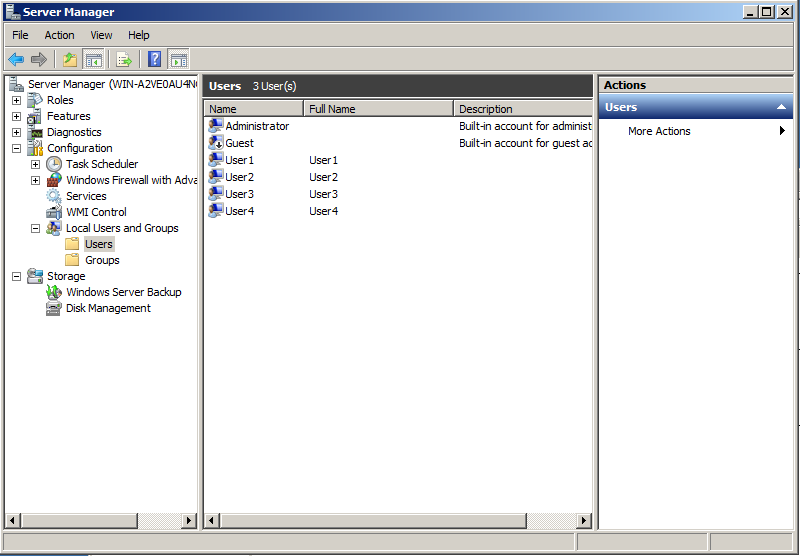 Server Manager
File Action View Help
Server Manager (WIN-A2VE0AU4N
Roles
Features
Diagnostics
Configuration
Task Scheduler
Windows Firewall with Adva
Services
WMI Control
Local Users and Groups
Users
Groups
Storage
Windows Server Backup
Disk Management
Users 3 User(s)
Name Full Name Description
Administrator Built-in account for administ
Guest Built-in account for guest ac
User1 User1
User2 User2
User3 User3
User4 User4
Actions
Users
More Actions